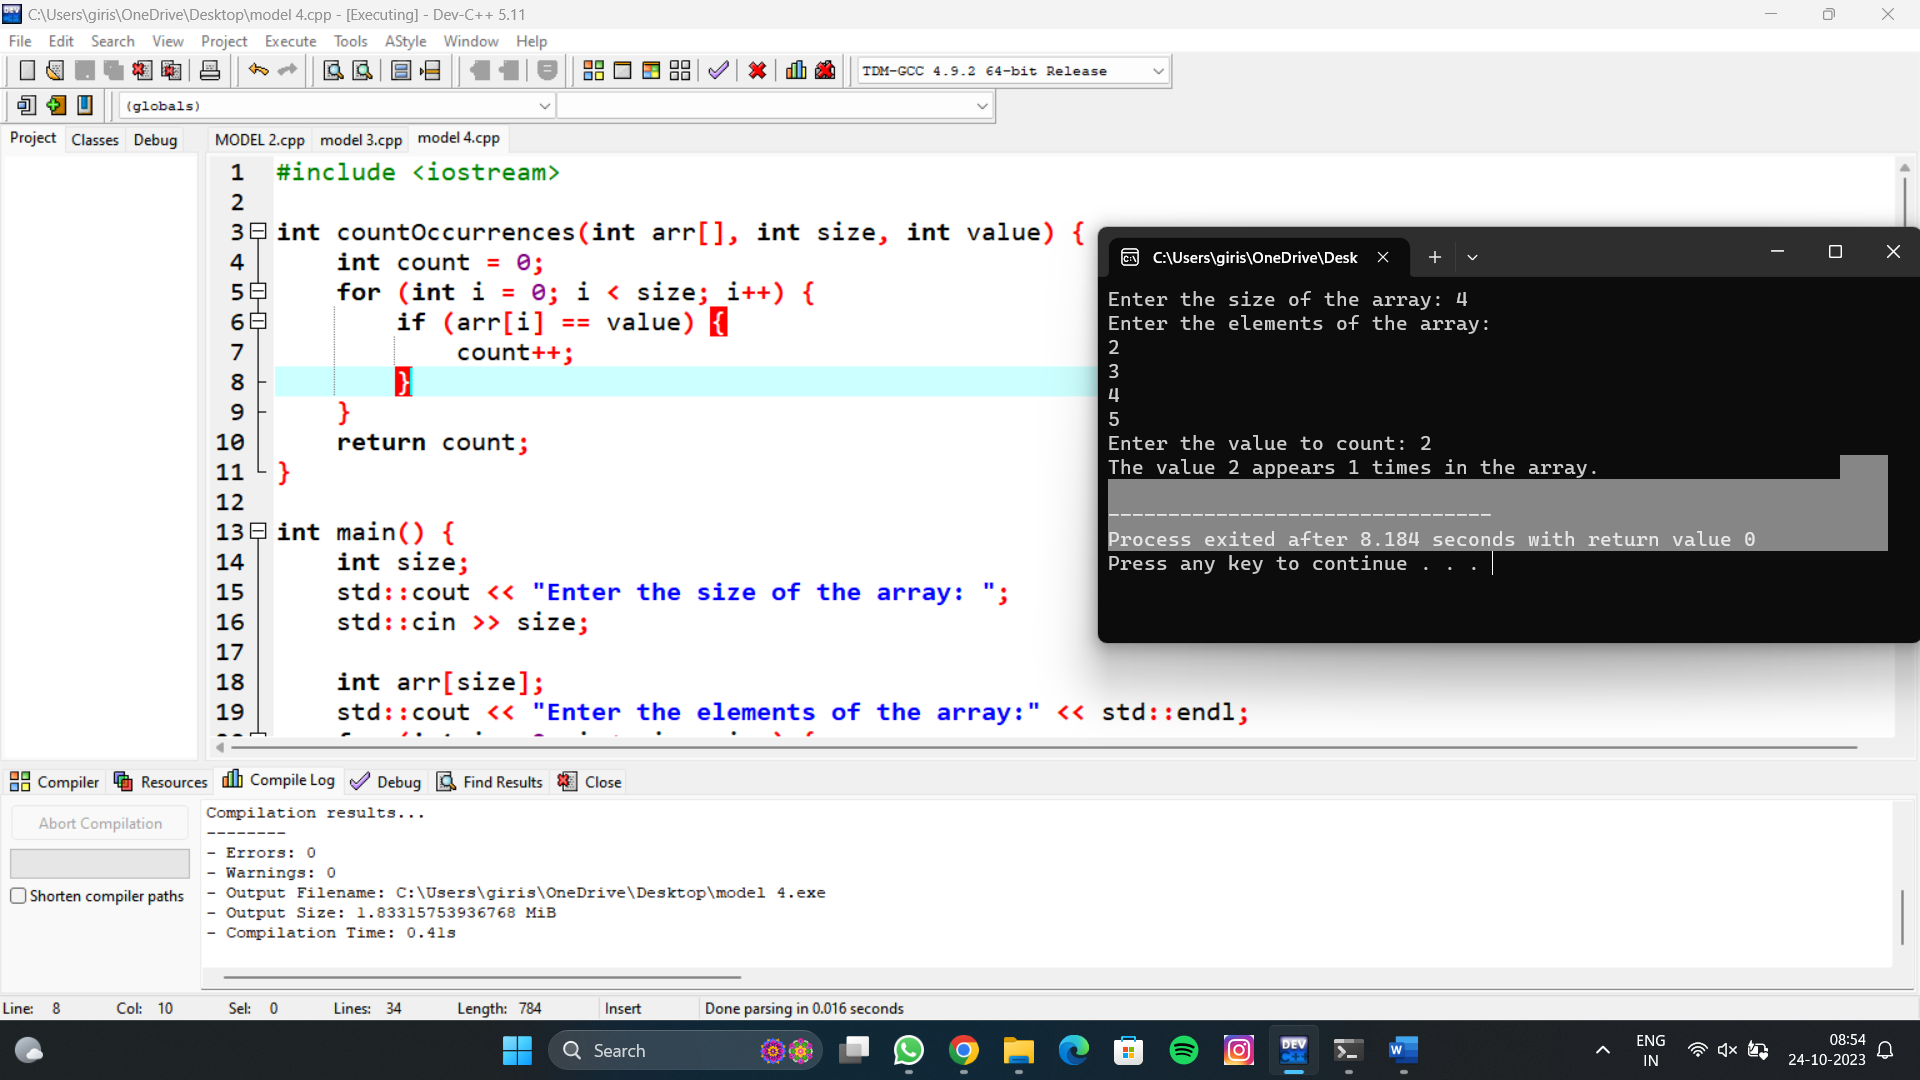 C:\Users\giris\OneDrive\Desktop\model 4.cpp - [Executing] - Dev-C++ 5.11
File Edit Search View Project Execute Tools AStyle Window Help
TDM-GCC 4.9.2 64-bit Release
(globals)
Project Classes Debug
MODEL 2.cpp model 3.cpp model 4.cpp
1 #include <iostream>
2
3 int countOccurrences(int arr[], int size, int value) {
4 int count = 0;
5 for (int i = 0; i < size; i++) {
6 if (arr[i] == value) {
7 count++;
8 }
9 }
10 return count;
11 }
12
13 int main() {
14 int size;
15 std::cout << "Enter the size of the array: ";
16 std::cin >> size;
17
18 int arr[size];
19 std::cout << "Enter the elements of the array:" << std::endl;
C:\Users\giris\OneDrive\Desk
Enter the size of the array: 4
Enter the elements of the array:
2
3
4
5
Enter the value to count: 2
The value 2 appears 1 times in the array.
--------------------------------
Process exited after 8.184 seconds with return value 0
Press any key to continue . . .
Compiler Resources Compile Log Debug Find Results Close
Abort Compilation
Shorten compiler paths
Compilation results...
--------
- Errors: 0
- Warnings: 0
- Output Filename: C:\Users\giris\OneDrive\Desktop\model 4.exe
- Output Size: 1.83315753936768 MiB
- Compilation Time: 0.41s
Line: 8 Col: 10 Sel: 0 Lines: 34 Length: 784 Insert Done parsing in 0.016 seconds
Search
DEV C++
W
ENG
IN
08:54
24-10-2023